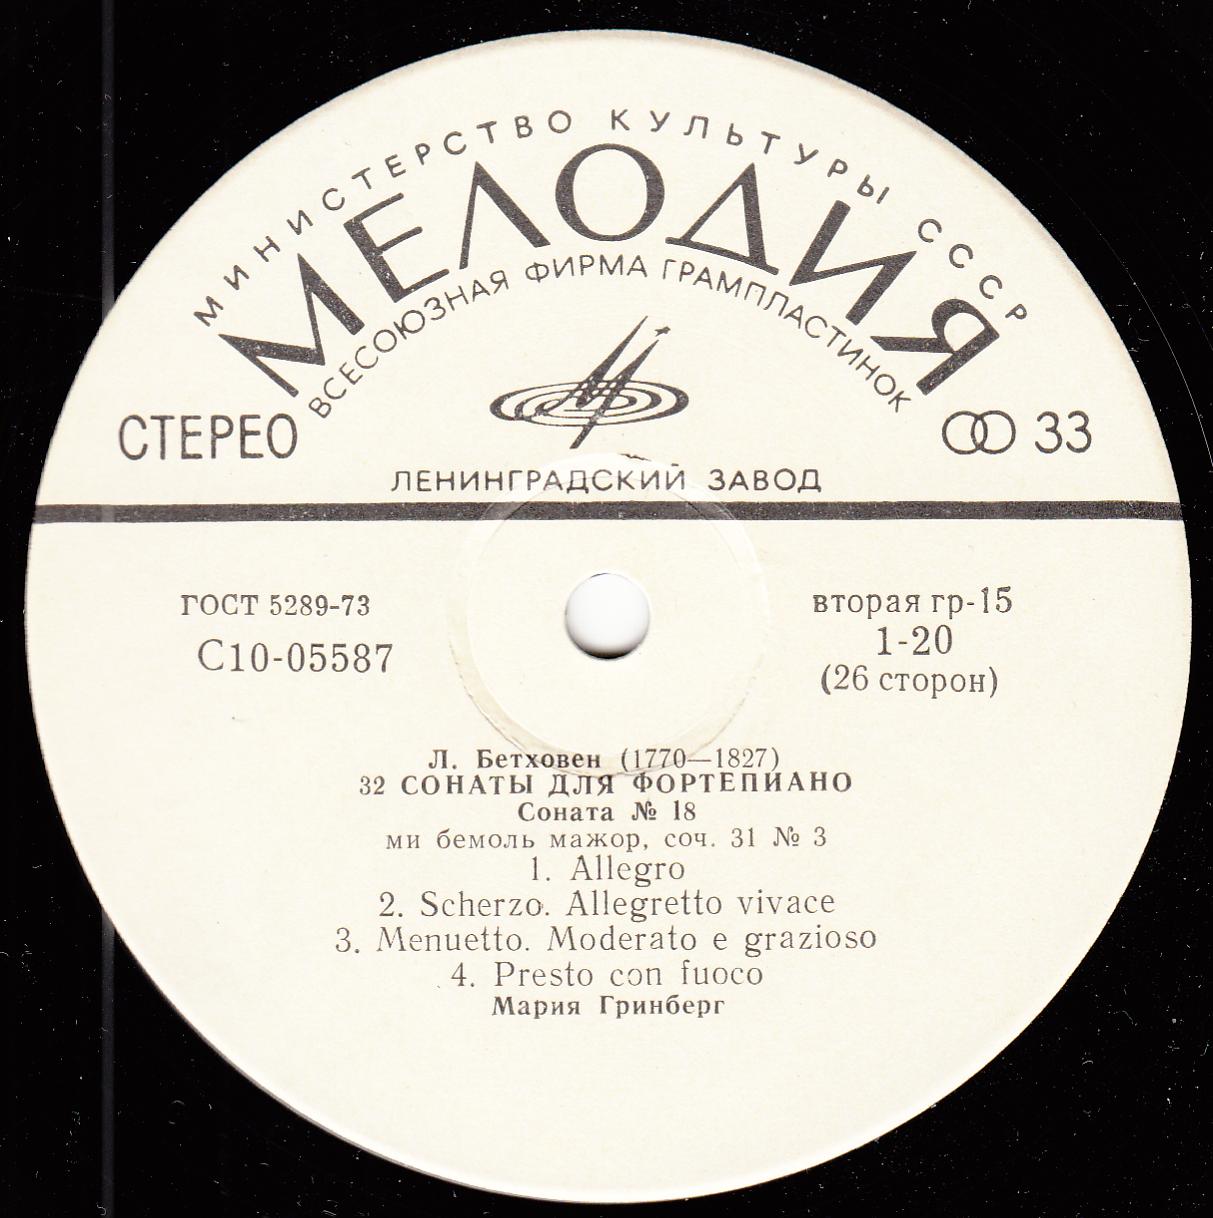 МИНИСТЕРСТВО КУЛЬТУРЫ СССР
МЕЛОДИЯ
ВСЕСОЮЗНАЯ ФИРМА ГРАМПЛАСТИНОК
СТЕРЕО
33
ЛЕНИНГРАДСКИЙ ЗАВОД
ГОСТ 5289-73
С10-05587
вторая гр-15
1-20
(26 сторон)
Л. Бетховен (1770—1827)
32 СОНАТЫ ДЛЯ ФОРТЕПИАНО
Соната № 18
ми бемоль мажор, соч. 31 № 3
1. Allegro
2. Scherzo. Allegretto vivace
3. Menuetto. Moderato e grazioso
4. Presto con fuoco
Мария Гринберг